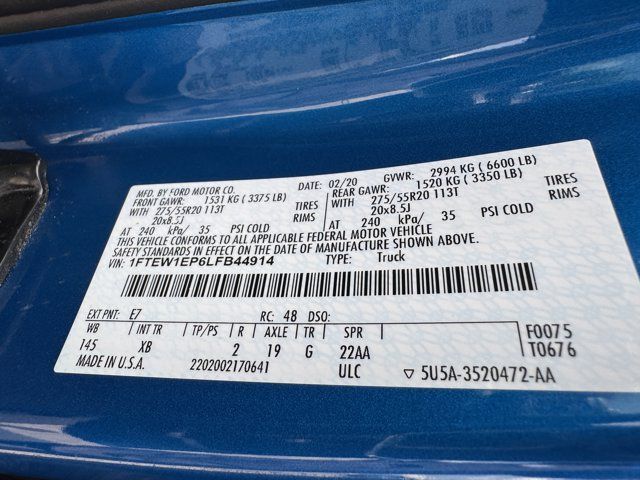 MFD. BY FORD MOTOR CO.
DATE: 02/20 GVWR: 2994 KG ( 6600 LB)
FRONT GAWR: 1531 KG ( 3375 LB) REAR GAWR: 1520 KG ( 3350 LB)
WITH 275/55R20 113T TIRES WITH 275/55R20 113T TIRES
20x8.5J RIMS 20x8.5J RIMS
AT 240 kPa/ 35 PSI COLD AT 240 kPa/ 35 PSI COLD
THIS VEHICLE CONFORMS TO ALL APPLICABLE FEDERAL MOTOR VEHICLE
SAFETY STANDARDS IN EFFECT ON THE DATE OF MANUFACTURE SHOWN ABOVE.
VIN: 1FTEW1EP6LFB44914 TYPE: Truck
EXT PNT: E7 RC: 48 DSO:
WB INT TR TP/PS R AXLE TR SPR F0075
145 XB 2 19 G 22AA T0676
MADE IN U.S.A. 2202002170641 ULC ▽ 5U5A-3520472-AA